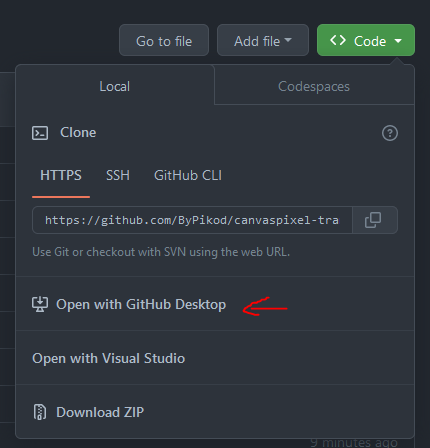 Go to file
Add file
Code
Local
Codespaces
Clone
HTTPS SSH GitHub CLI
https://github.com/ByPikod/canvaspixel-tra
Use Git or checkout with SVN using the web URL.
Open with GitHub Desktop
Open with Visual Studio
Download ZIP
9 minutes ago